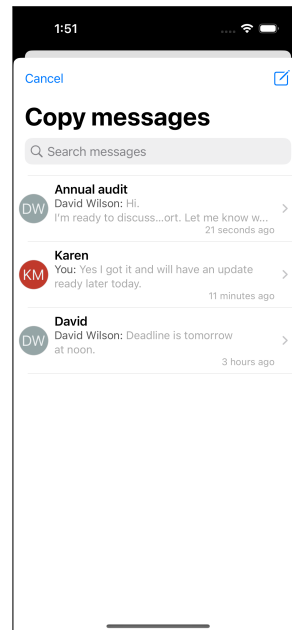 1:51
Cancel
Copy messages
Search messages
Annual audit
DW
David Wilson: Hi.
I'm ready to discuss...ort. Let me know w...
21 seconds ago
Karen
KM
You: Yes I got it and will have an update
ready later today.
11 minutes ago
David
DW
David Wilson: Deadline is tomorrow
at noon.
3 hours ago